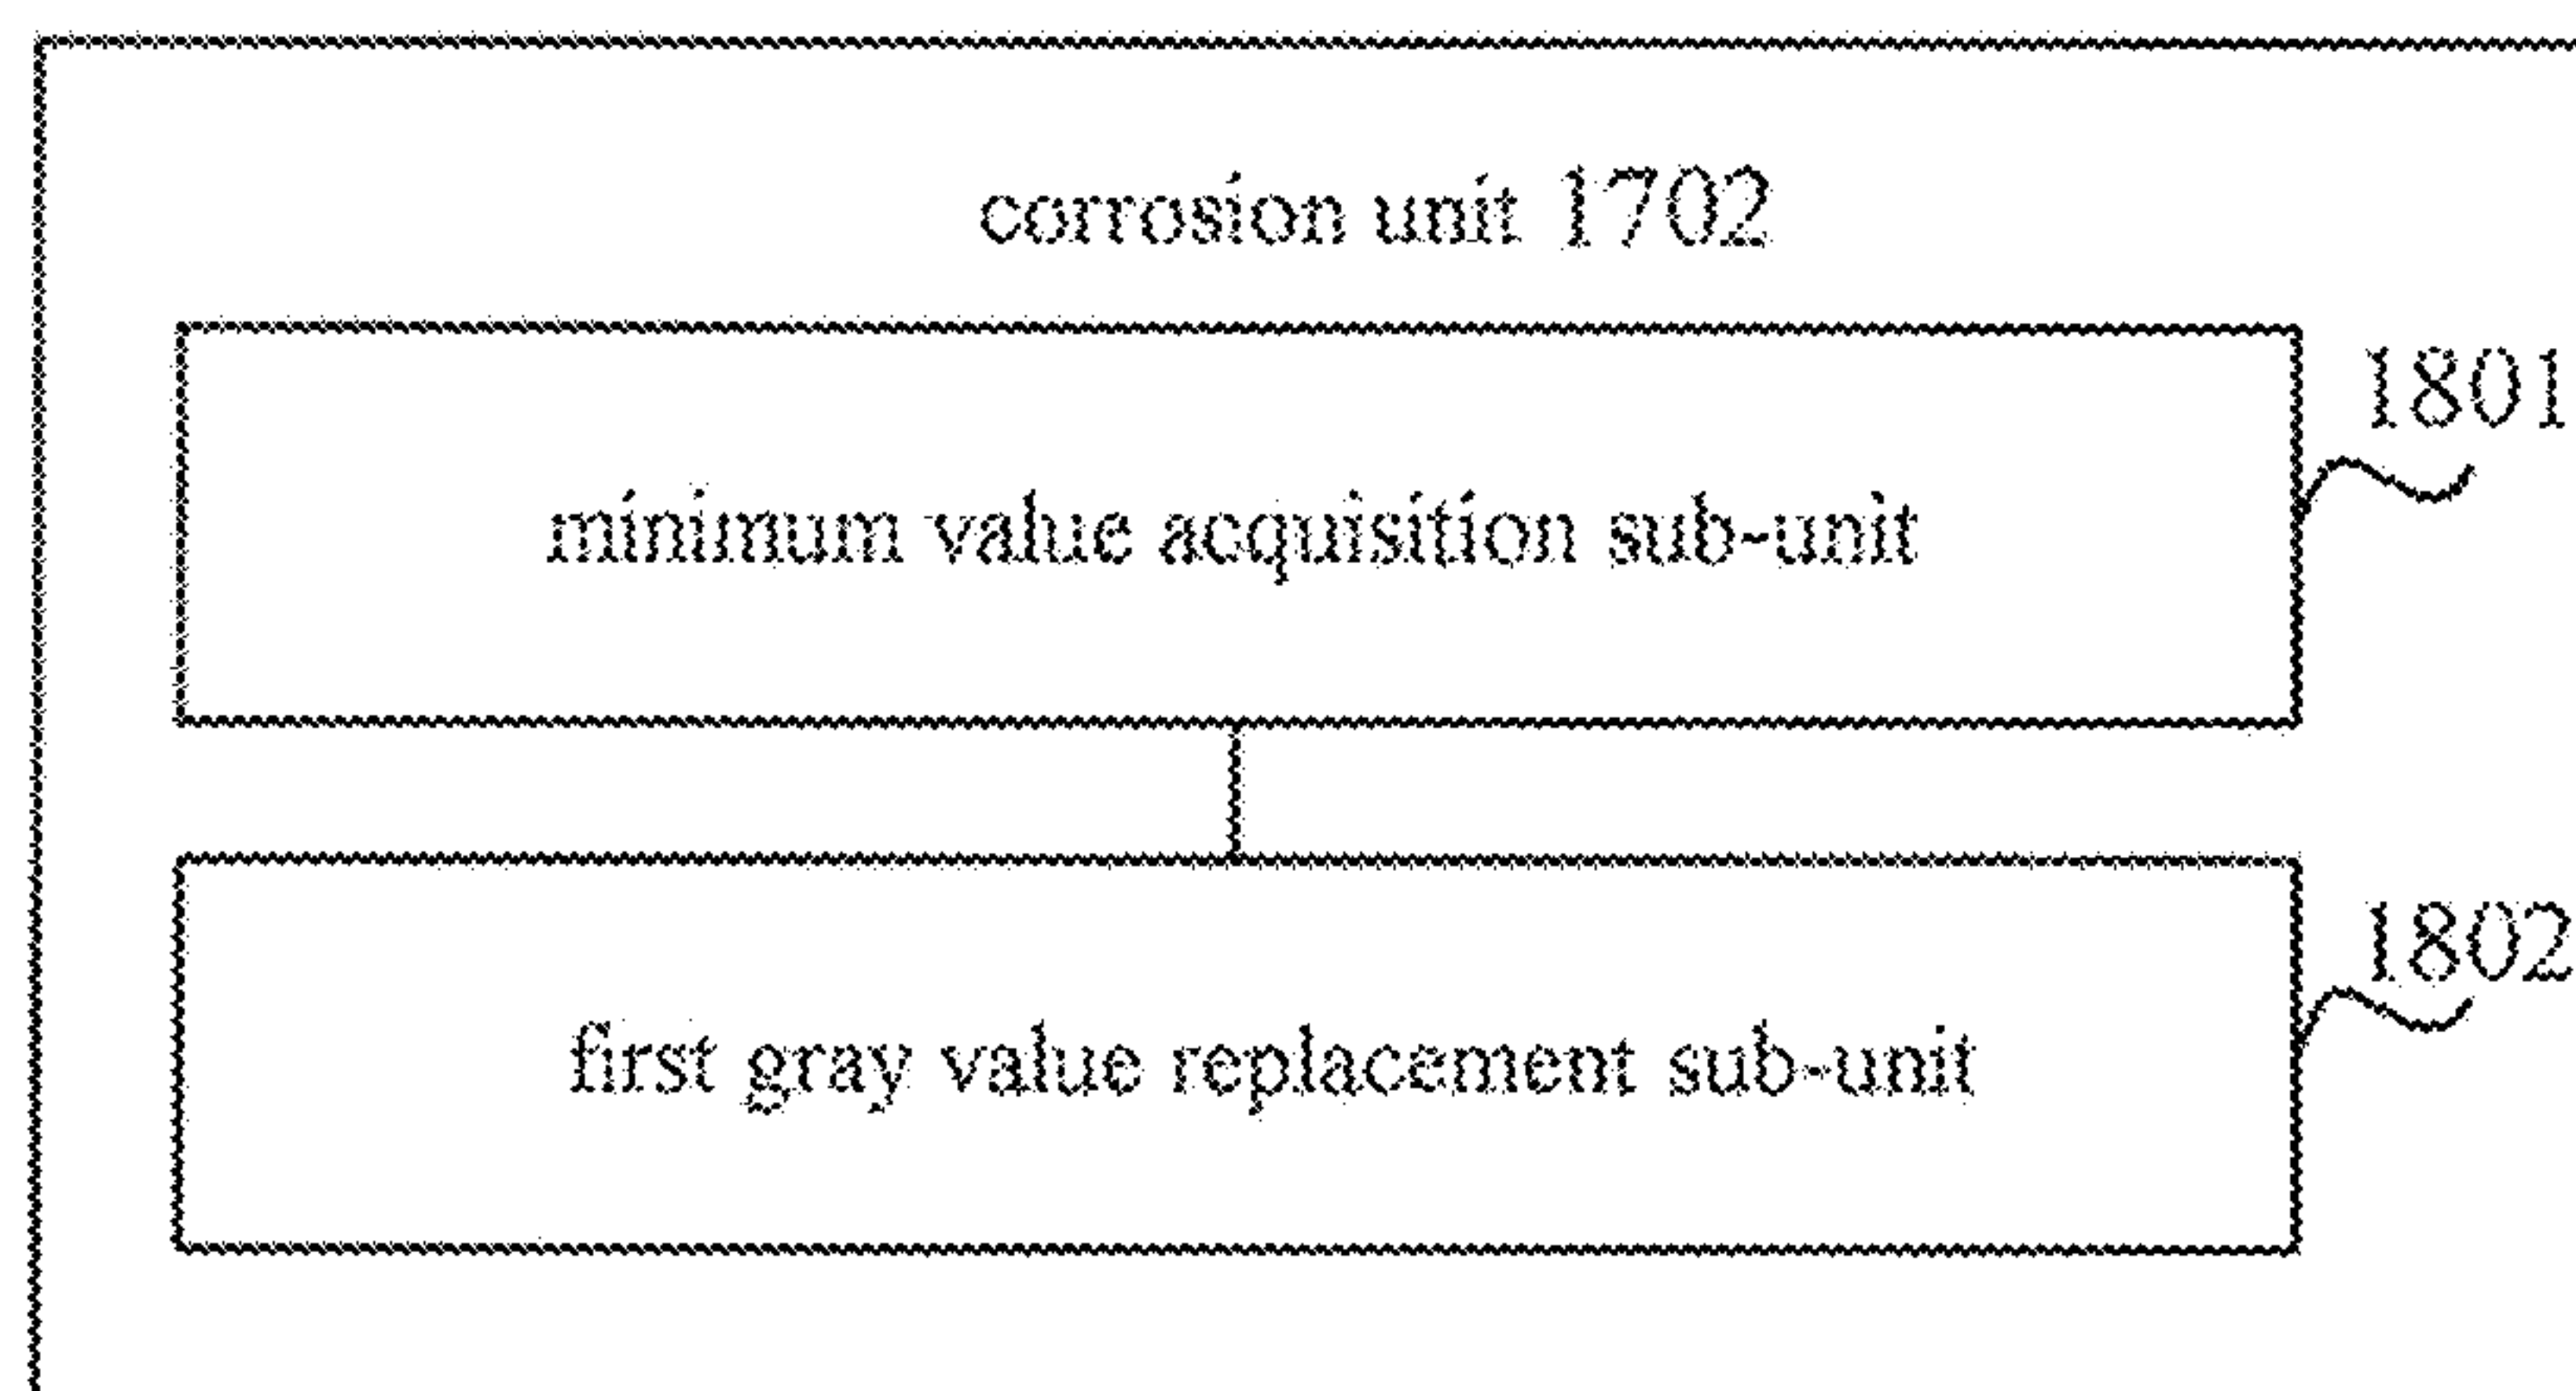 corrosion unit 1702
1801
minimum value acquisition sub-unit
1802
first gray value replacement sub-unit